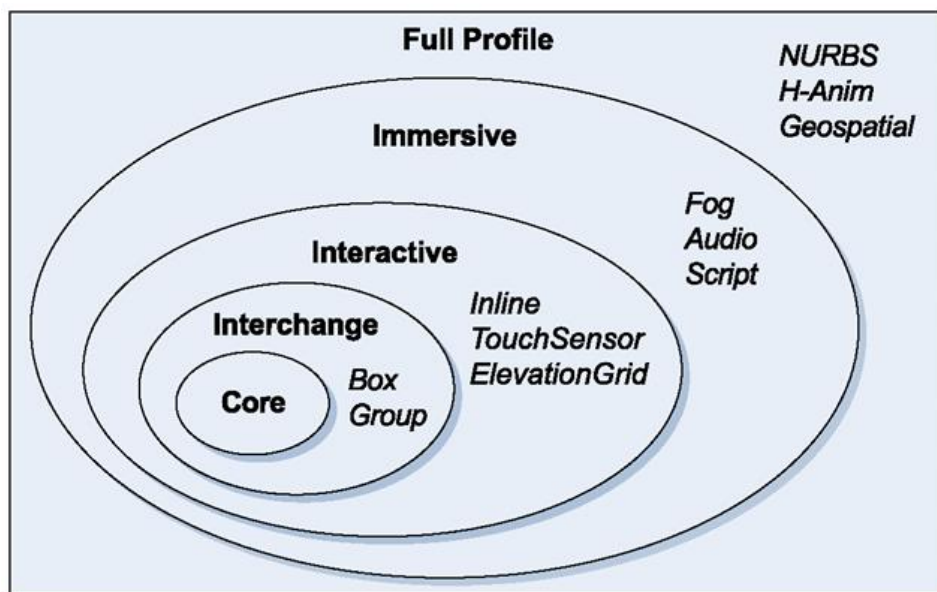 Full Profile
NURBS
H-Anim
Geospatial
Immersive
Fog
Audio
Script
Interactive
Inline
TouchSensor
ElevationGrid
Interchange
Box
Group
Core